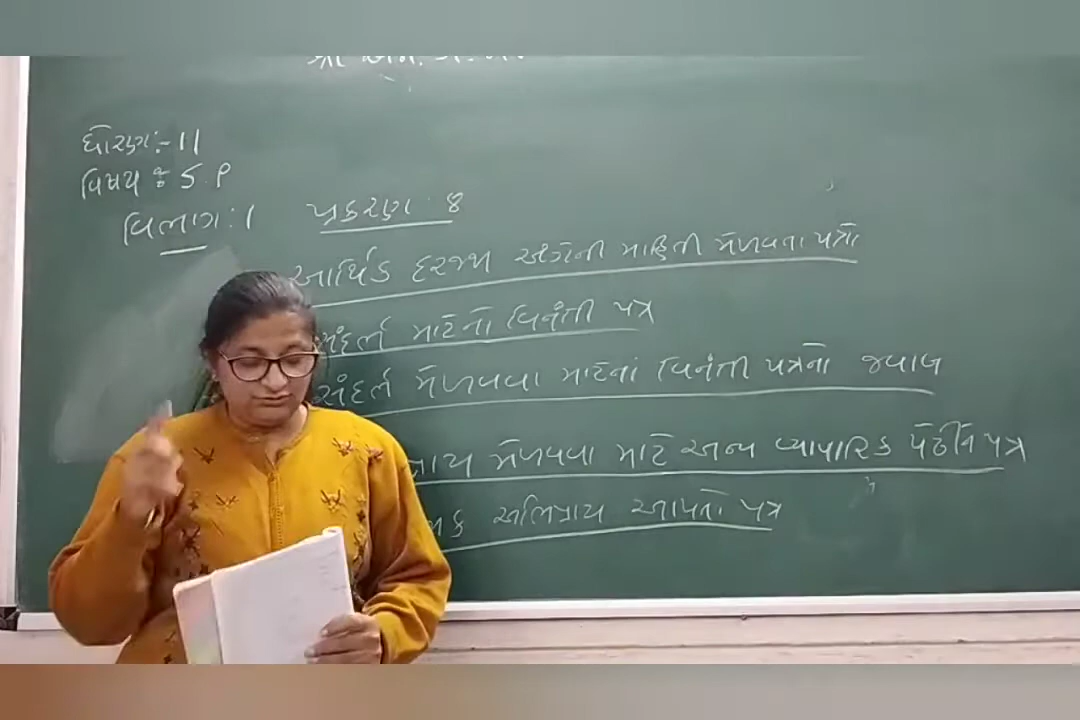 ધોરણ:- 11
વિષય : S.P
વિભાગ: 1 પ્રકરણ: 8
આર્થિક દરજ્જા અંગેની માહિતી મેળવતા પત્રો
સંદર્ભ માટેનો વિનંતી પત્ર
સંદર્ભ મેળવવા માટેનાં વિનંતી પત્રનો જવાબ
મેળવવા માટે અન્ય વ્યાપારિક પેઢીને પત્ર
અભિપ્રાય આપતો પત્ર